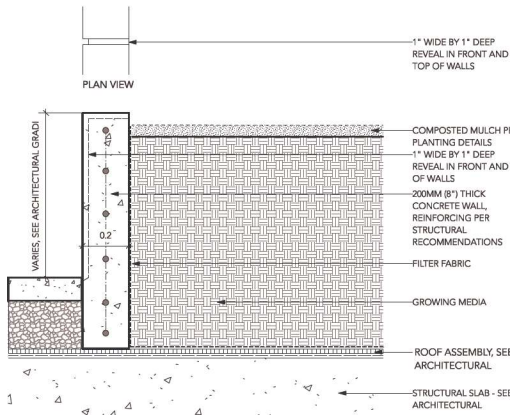 1" WIDE BY 1" DEEP
REVEAL IN FRONT AND
TOP OF WALLS
PLAN VIEW
COMPOSTED MULCH
PLANTING DETAILS
1" WIDE BY 1" DEEP
REVEAL IN FRONT AND
OF WALLS
200MM (8") THICK
CONCRETE WALL,
REINFORCING PER
STRUCTURAL
RECOMMENDATIONS
VARIES, SEE ARCHITECTURAL GRADI
0.2
FILTER FABRIC
GROWING MEDIA
ROOF ASSEMBLY, SEE
ARCHITECTURAL
STRUCTURAL SLAB - SEE
ARCHITECTURAL